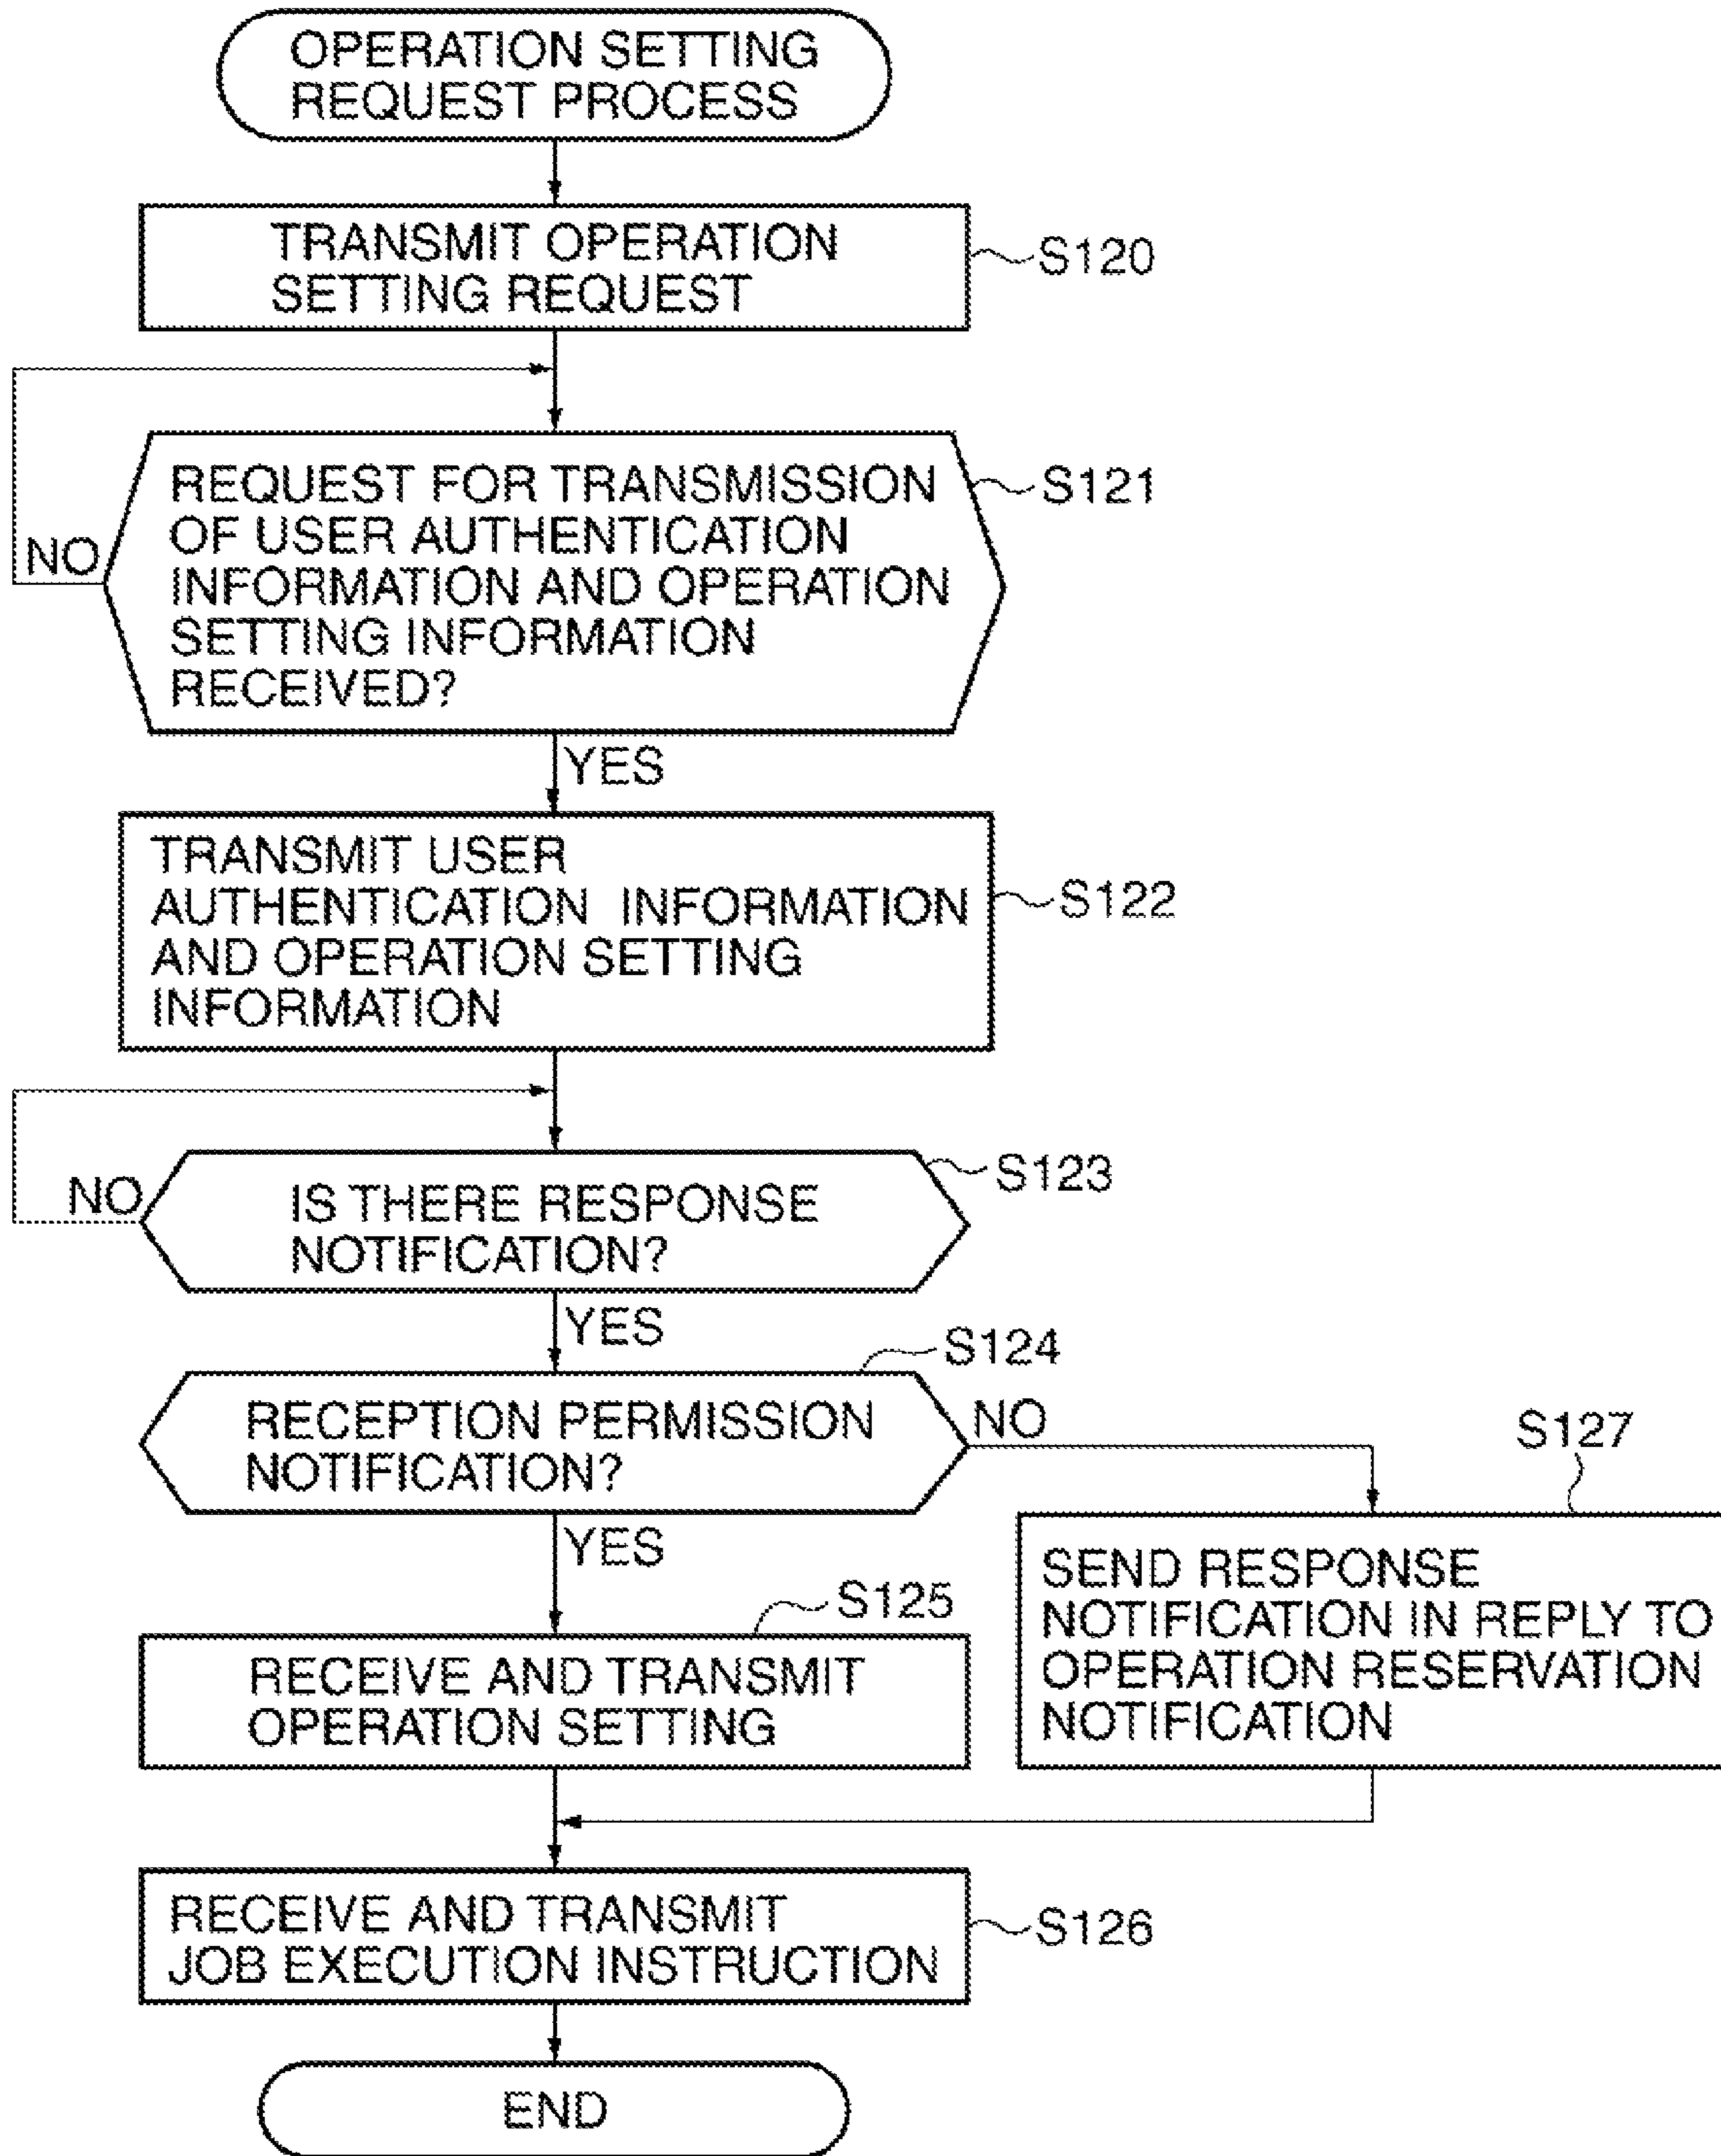 OPERATION SETTING
REQUEST PROCESS
TRANSMIT OPERATION
SETTING REQUEST
S120
REQUEST FOR TRANSMISSION
OF USER AUTHENTICATION
INFORMATION AND OPERATION
SETTING INFORMATION
RECEIVED?
S121
NO
YES
TRANSMIT USER
AUTHENTICATION INFORMATION
AND OPERATION SETTING
INFORMATION
S122
IS THERE RESPONSE
NOTIFICATION?
S123
NO
YES
RECEPTION PERMISSION
NOTIFICATION?
S124
NO
YES
S127
SEND RESPONSE
NOTIFICATION IN REPLY TO
OPERATION RESERVATION
NOTIFICATION
S125
RECEIVE AND TRANSMIT
OPERATION SETTING
RECEIVE AND TRANSMIT
JOB EXECUTION INSTRUCTION
S126
END